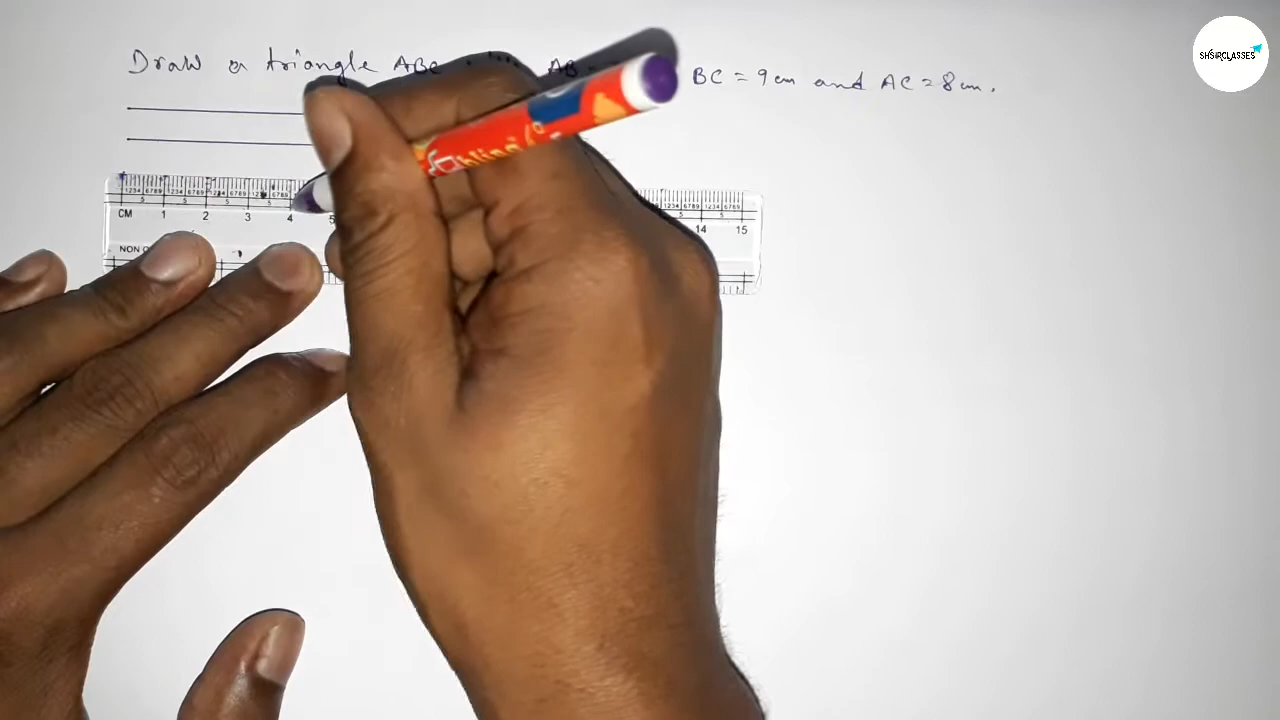 Draw a triangle ABC AB BC = 9 cm and AC = 8 cm.
SHSIRCLASSES
CM 1 2 3 4 5 14 15
NON